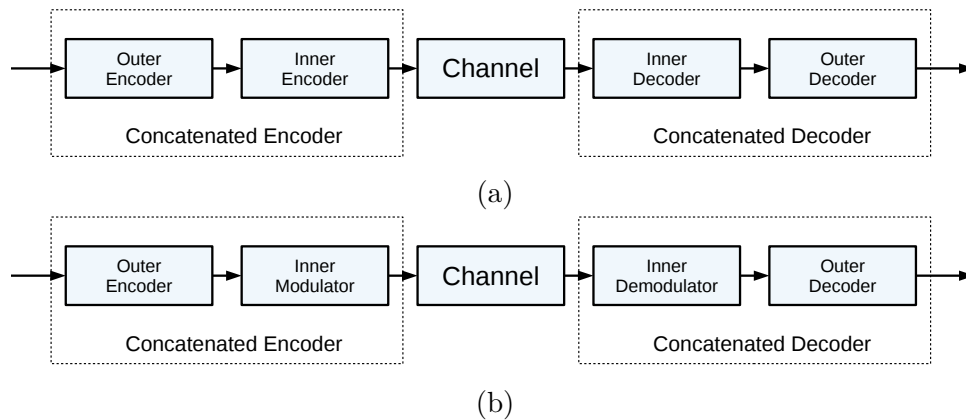 Outer
Encoder
Inner
Encoder
Channel
Inner
Decoder
Outer
Decoder
Concatenated Encoder
Concatenated Decoder
(a)
Outer
Encoder
Inner
Modulator
Channel
Inner
Demodulator
Outer
Decoder
Concatenated Encoder
Concatenated Decoder
(b)